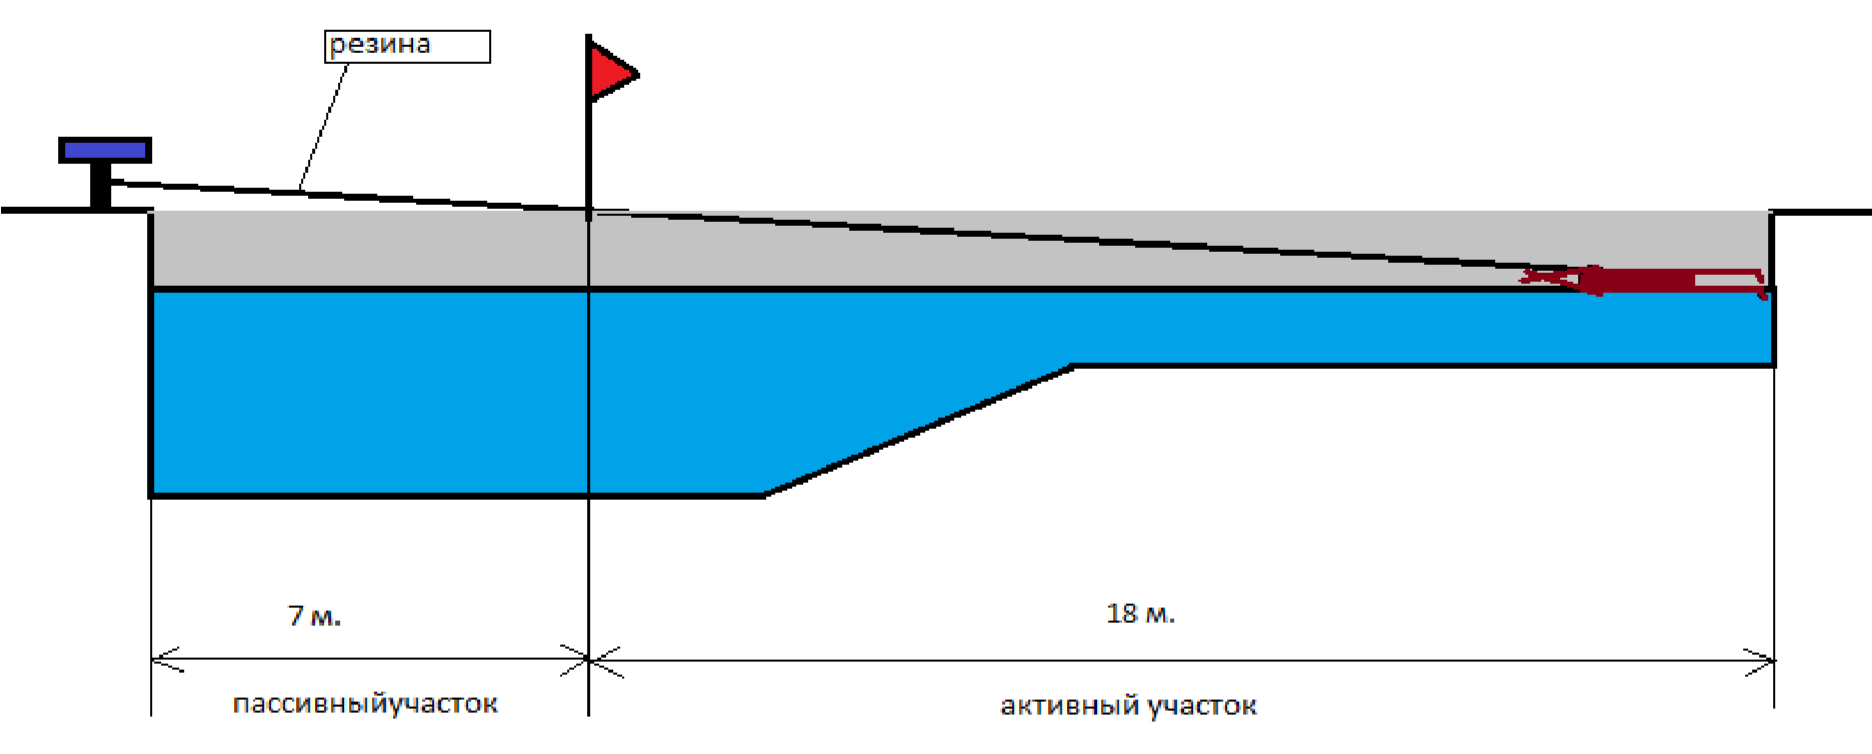 резина
7 м.
18 м.
пассивныйучасток
активный участок